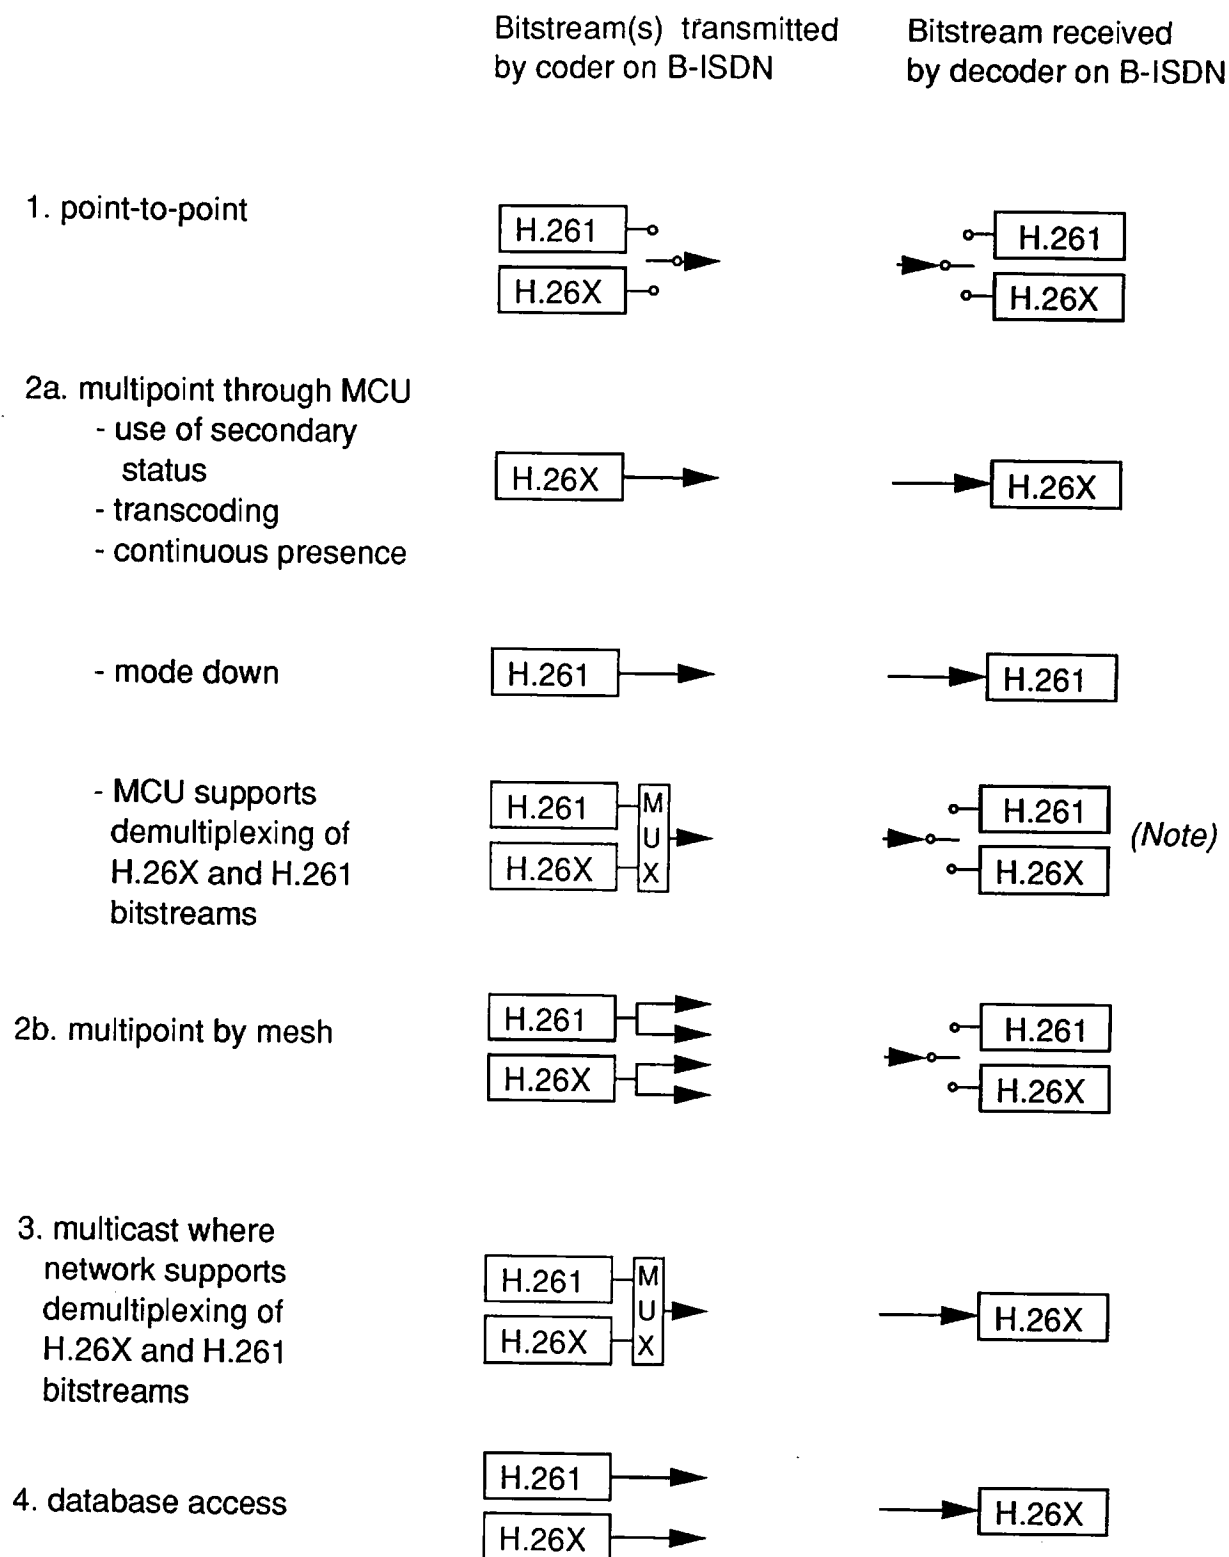 Bitstream(s) transmitted
by coder on B-ISDN
Bitstream received
by decoder on B-ISDN
1. point-to-point
H.261
H.26X
H.261
H.26X
2a. multipoint through MCU
- use of secondary
status
- transcoding
- continuous presence
H.26X
H.26X
- mode down
H.261
H.261
- MCU supports
demultiplexing of
H.26X and H.261
bitstreams
H.261
H.26X
M
U
X
H.261
H.26X
(Note)
2b. multipoint by mesh
H.261
H.26X
H.261
H.26X
3. multicast where
network supports
demultiplexing of
H.26X and H.261
bitstreams
H.261
H.26X
M
U
X
H.26X
4. database access
H.261
H.26X
H.26X